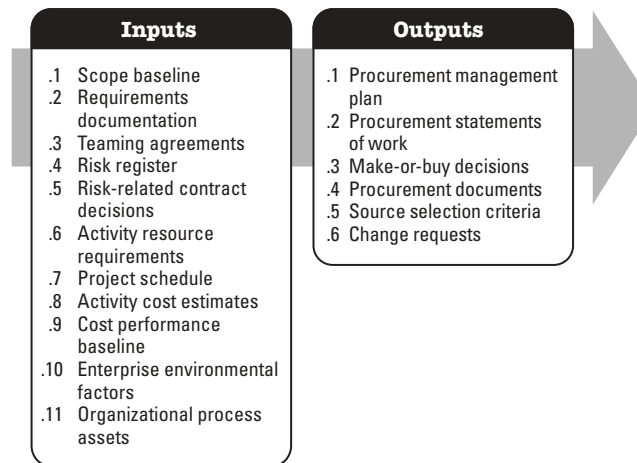 Inputs
.1 Scope baseline
.2 Requirements
documentation
.3 Teaming agreements
.4 Risk register
.5 Risk-related contract
decisions
.6 Activity resource
requirements
.7 Project schedule
.8 Activity cost estimates
.9 Cost performance
baseline
.10 Enterprise environmental
factors
.11 Organizational process
assets
Outputs
.1 Procurement management
plan
.2 Procurement statements
of work
.3 Make-or-buy decisions
.4 Procurement documents
.5 Source selection criteria
.6 Change requests